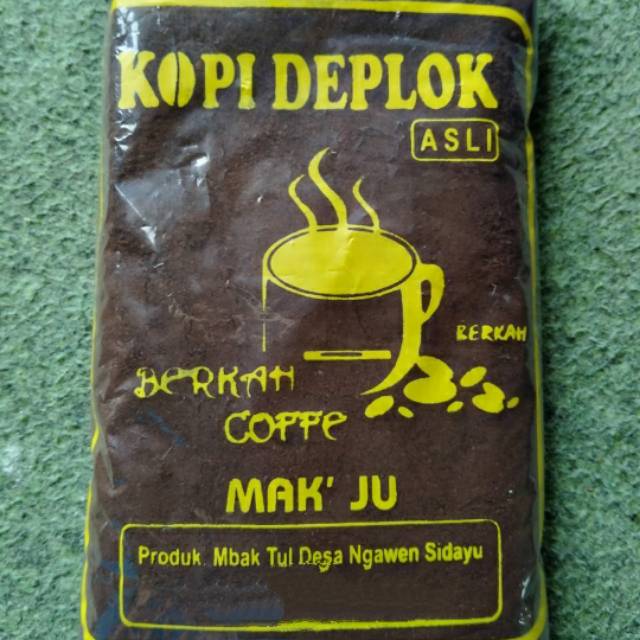 KOPI DEPLOK
ASLI
BERKAH
BERKAH
COFFE
MAK' JU
Produk Mbak Tul Desa Ngawen Sidayu